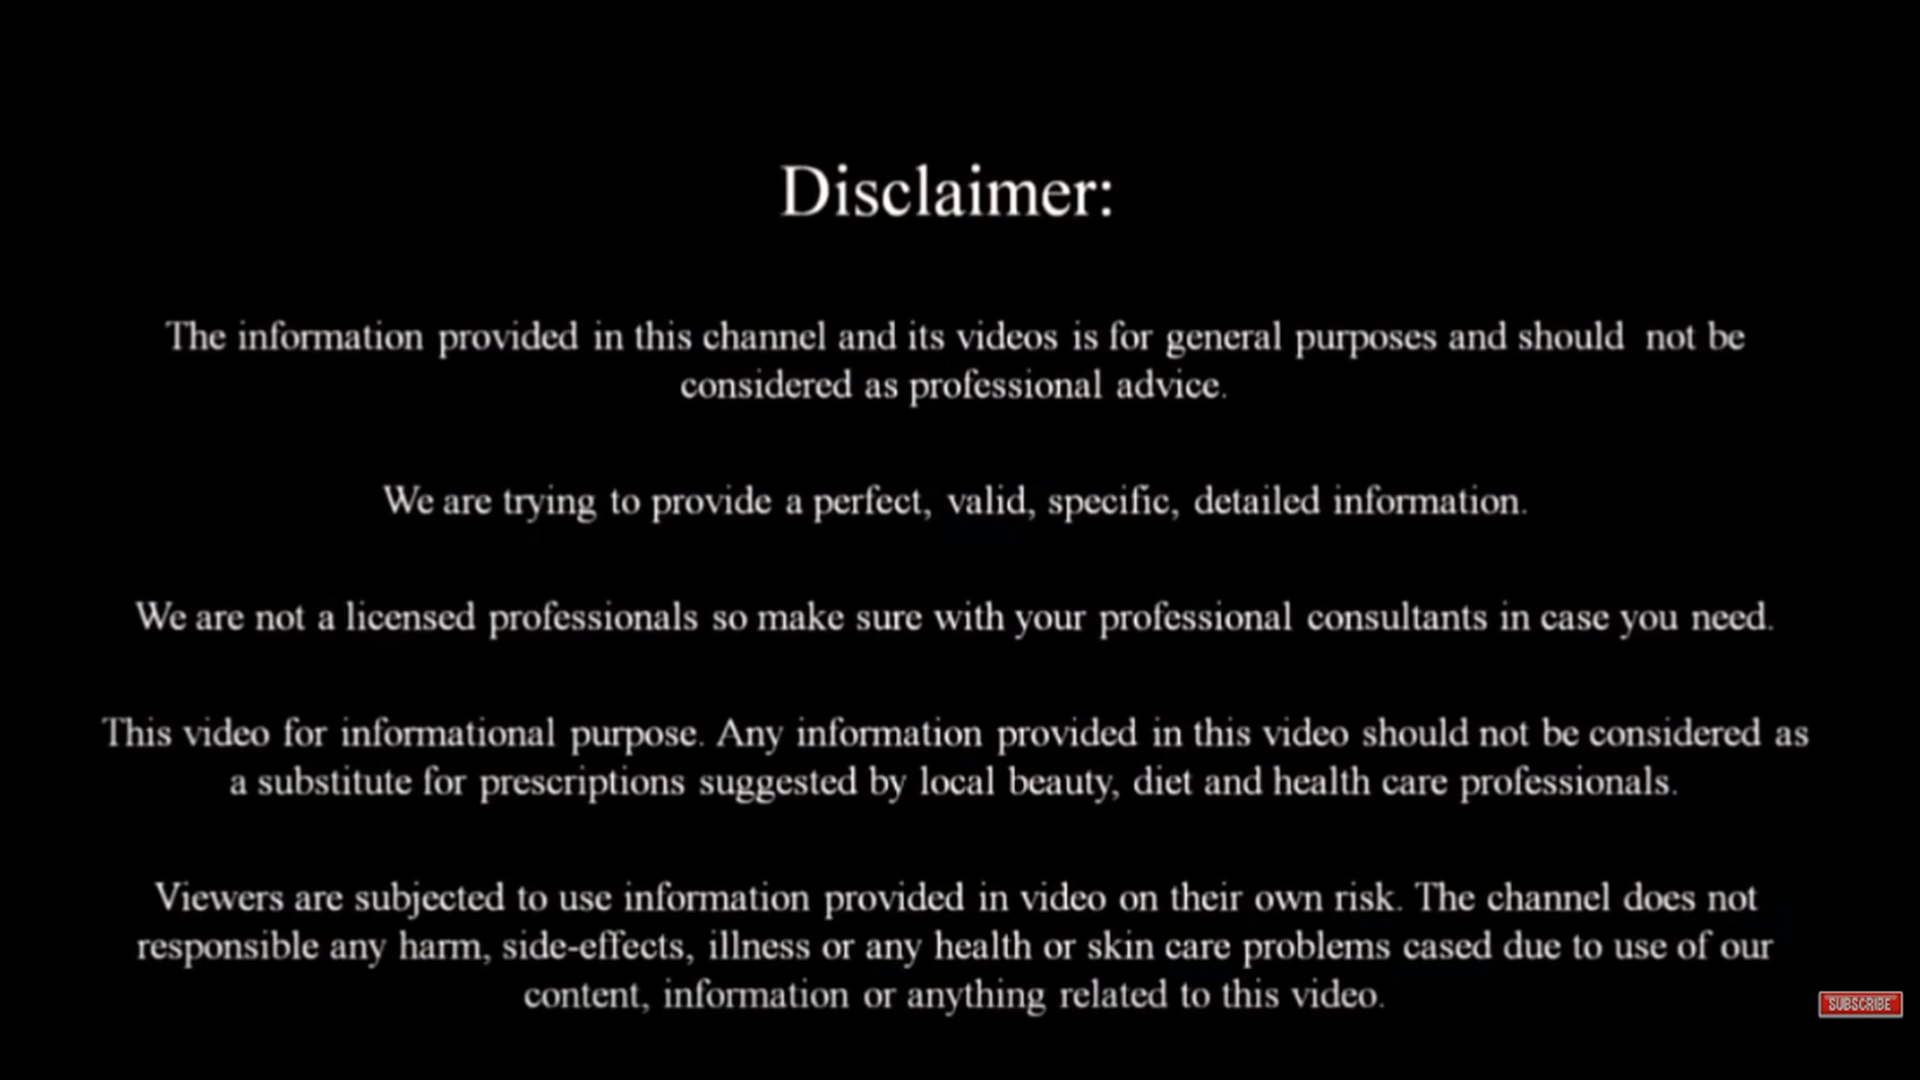 Disclaimer:
The information provided in this channel and its videos is for general purposes and should not be
considered as professional advice.
We are trying to provide a perfect, valid, specific, detailed information.
We are not a licensed professionals so make sure with your professional consultants in case you need.
This video for informational purpose. Any information provided in this video should not be considered as
a substitute for prescriptions suggested by local beauty, diet and health care professionals.
Viewers are subjected to use information provided in video on their own risk. The channel does not
responsible any harm, side-effects, illness or any health or skin care problems cased due to use of our
content, information or anything related to this video.
SUBSCRIBE